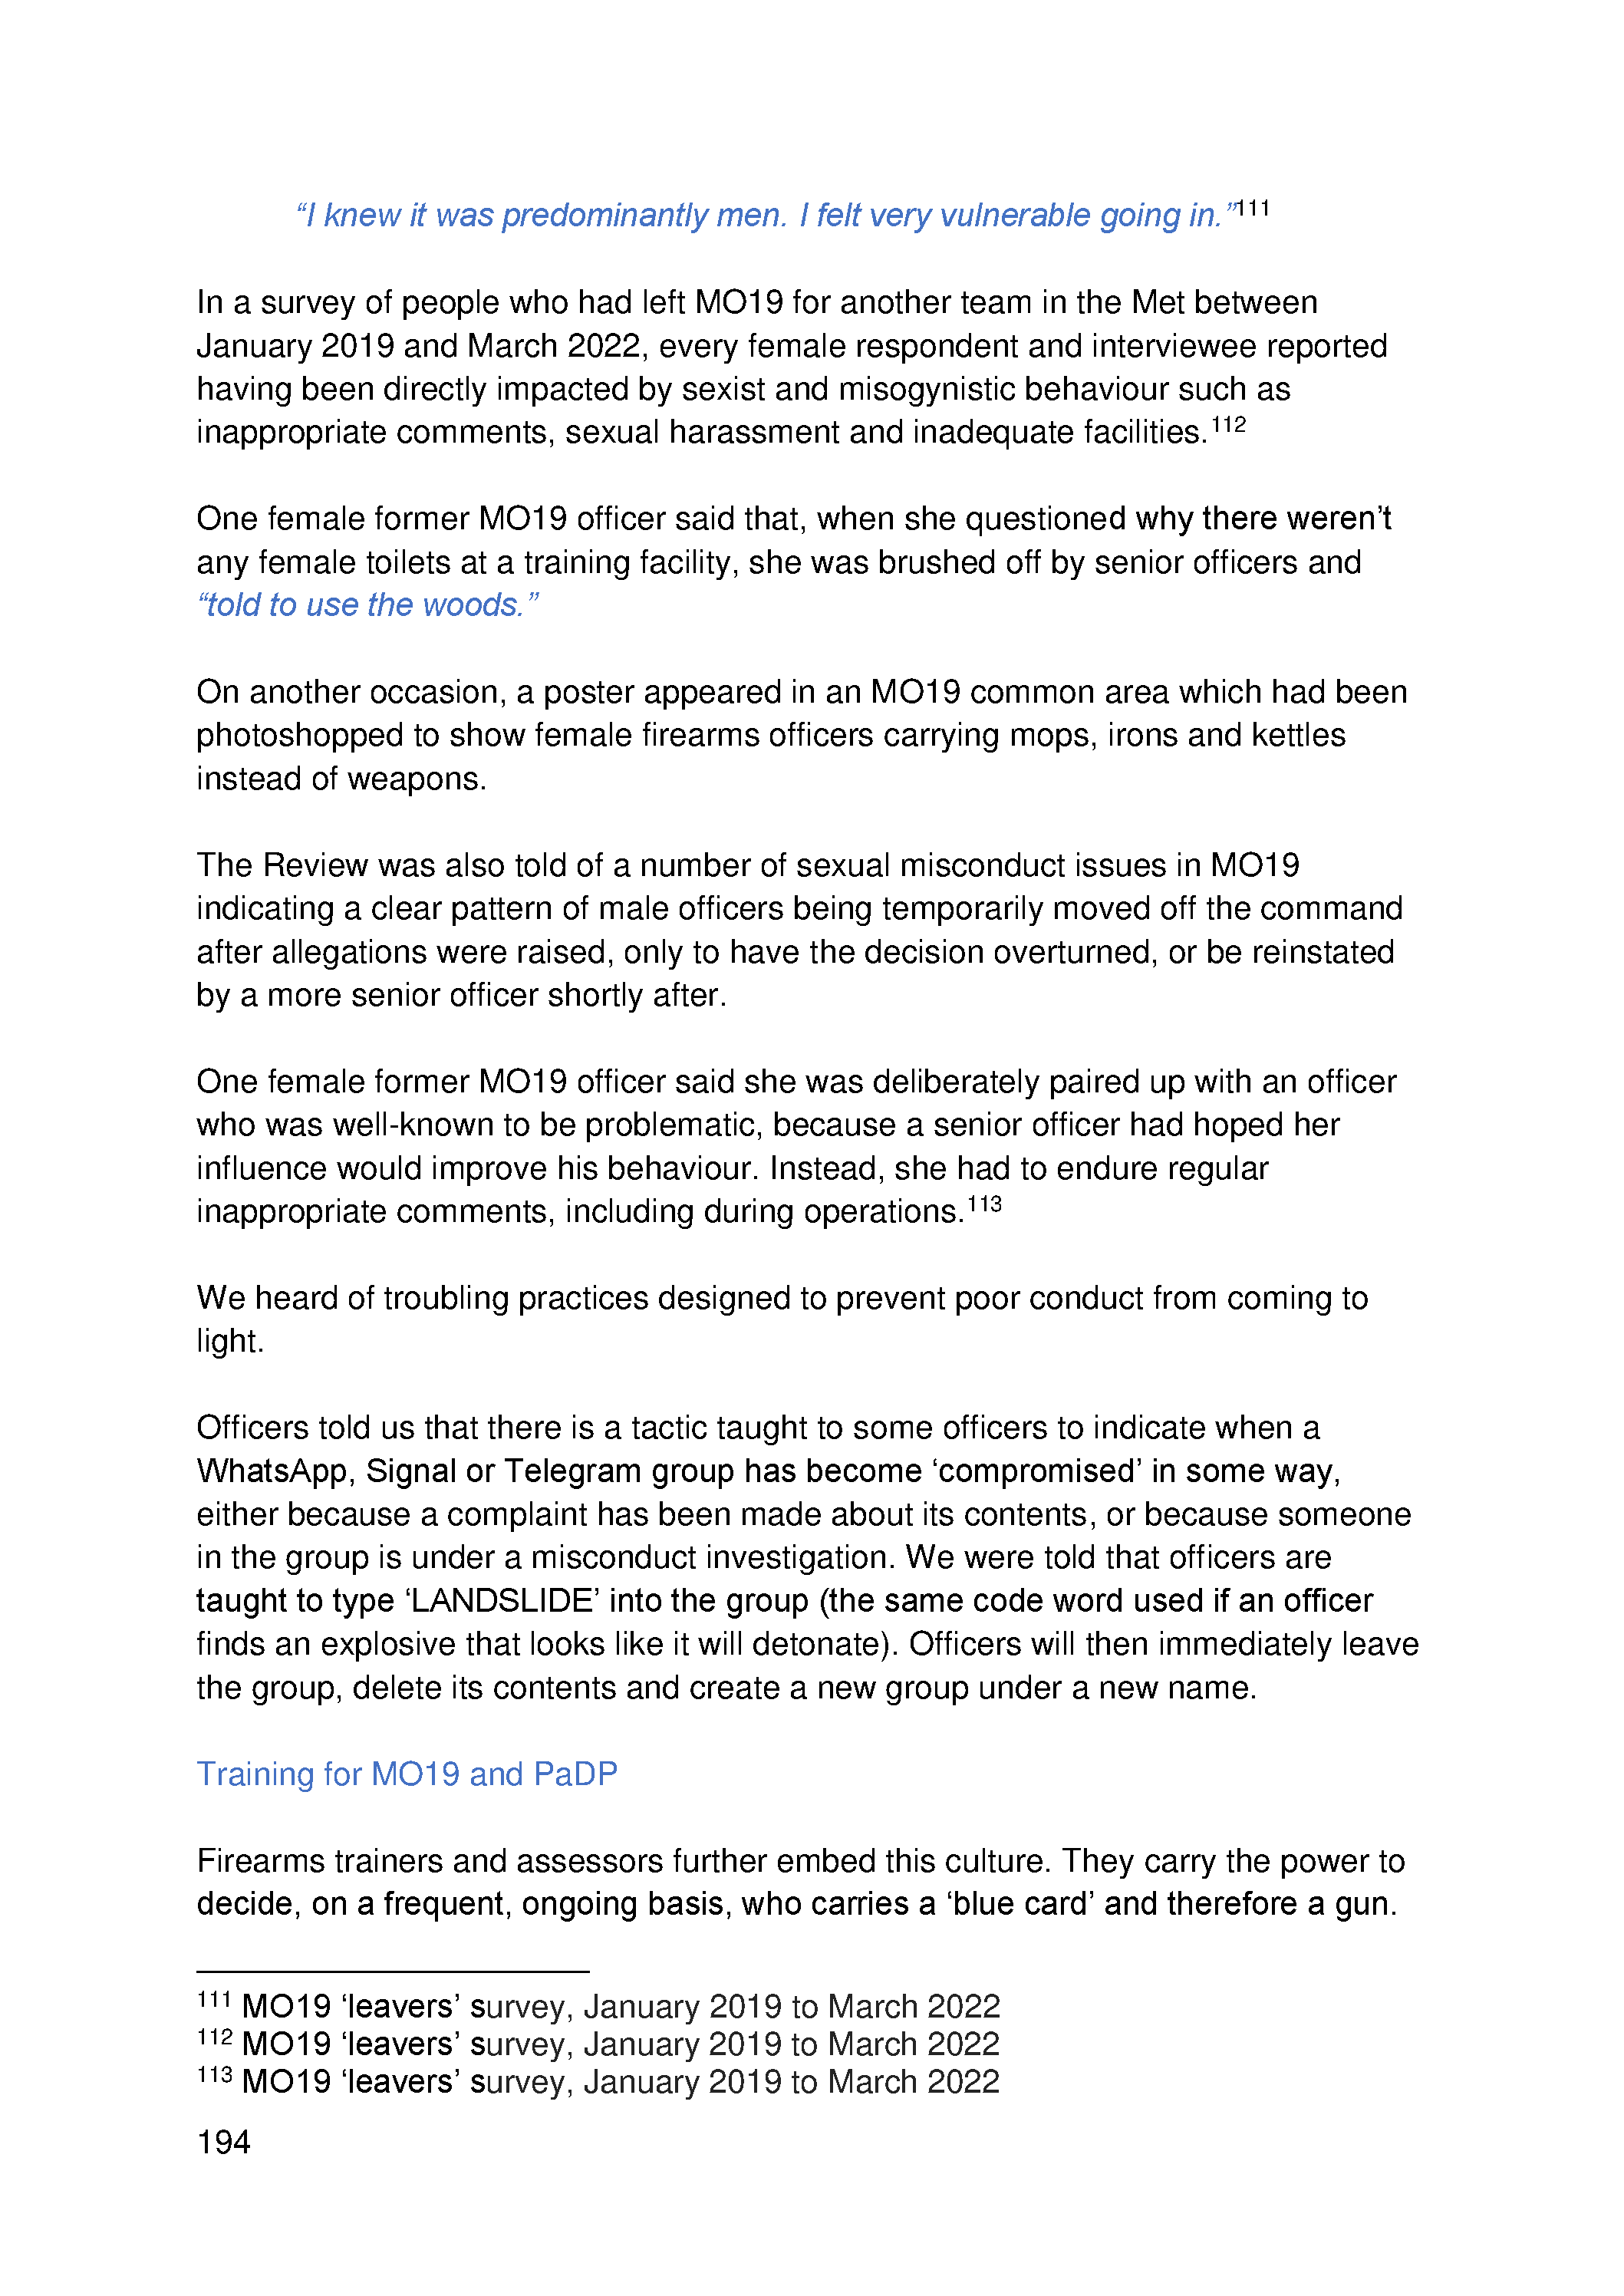 “I knew it was predominantly men. I felt very vulnerable going in.”111
In a survey of people who had left MO19 for another team in the Met between
January 2019 and March 2022, every female respondent and interviewee reported
having been directly impacted by sexist and misogynistic behaviour such as
inappropriate comments, sexual harassment and inadequate facilities.112
One female former MO19 officer said that, when she questioned why there weren’t
any female toilets at a training facility, she was brushed off by senior officers and
“told to use the woods.”
On another occasion, a poster appeared in an MO19 common area which had been
photoshopped to show female firearms officers carrying mops, irons and kettles
instead of weapons.
The Review was also told of a number of sexual misconduct issues in MO19
indicating a clear pattern of male officers being temporarily moved off the command
after allegations were raised, only to have the decision overturned, or be reinstated
by a more senior officer shortly after.
One female former MO19 officer said she was deliberately paired up with an officer
who was well-known to be problematic, because a senior officer had hoped her
influence would improve his behaviour. Instead, she had to endure regular
inappropriate comments, including during operations.113
We heard of troubling practices designed to prevent poor conduct from coming to
light.
Officers told us that there is a tactic taught to some officers to indicate when a
WhatsApp, Signal or Telegram group has become ‘compromised’ in some way,
either because a complaint has been made about its contents, or because someone
in the group is under a misconduct investigation. We were told that officers are
taught to type ‘LANDSLIDE’ into the group (the same code word used if an officer
finds an explosive that looks like it will detonate). Officers will then immediately leave
the group, delete its contents and create a new group under a new name.
Training for MO19 and PaDP
Firearms trainers and assessors further embed this culture. They carry the power to
decide, on a frequent, ongoing basis, who carries a ‘blue card’ and therefore a gun.
111 MO19 ‘leavers’ survey, January 2019 to March 2022
112 MO19 ‘leavers’ survey, January 2019 to March 2022
113 MO19 ‘leavers’ survey, January 2019 to March 2022
194